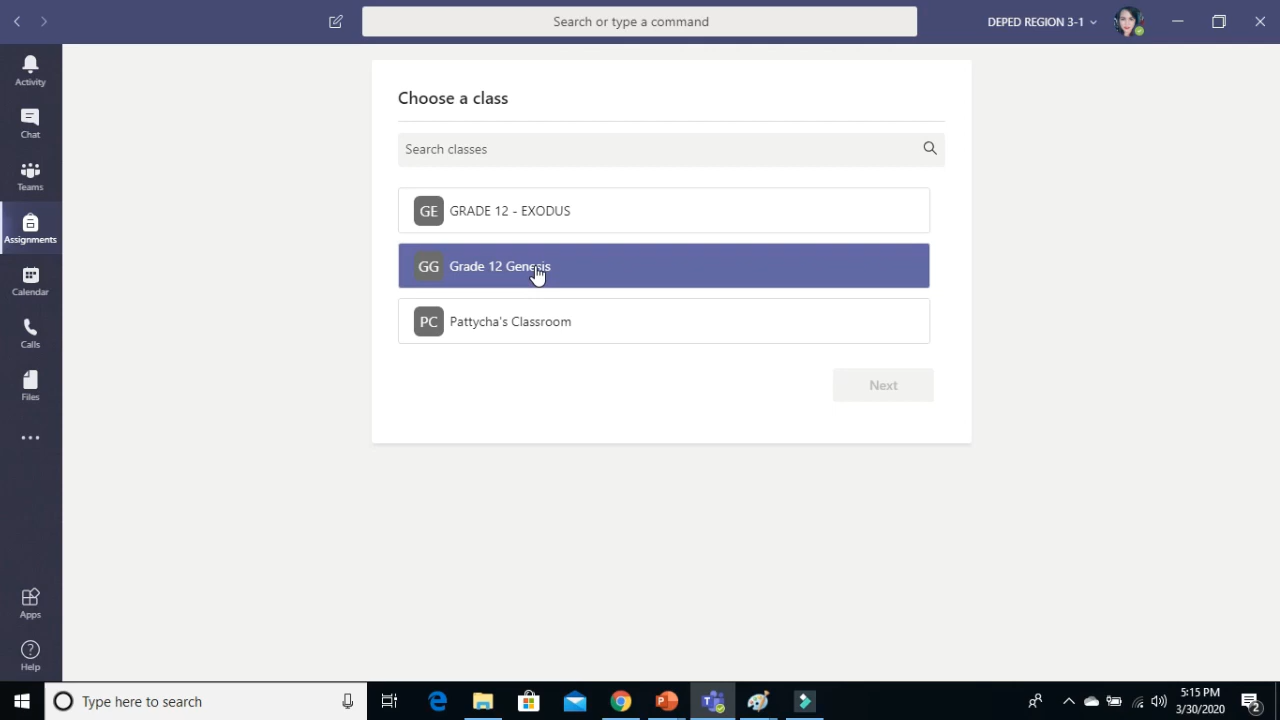 Search or type a command
DEPED REGION 3-1
Activity
Chat
Teams
Assignments
Calendar
Calls
Files
Apps
Help
Choose a class
Search classes
GE GRADE 12 - EXODUS
GG Grade 12 Genesis
PC Pattycha's Classroom
Next
Type here to search
5:15 PM
3/30/2020
2